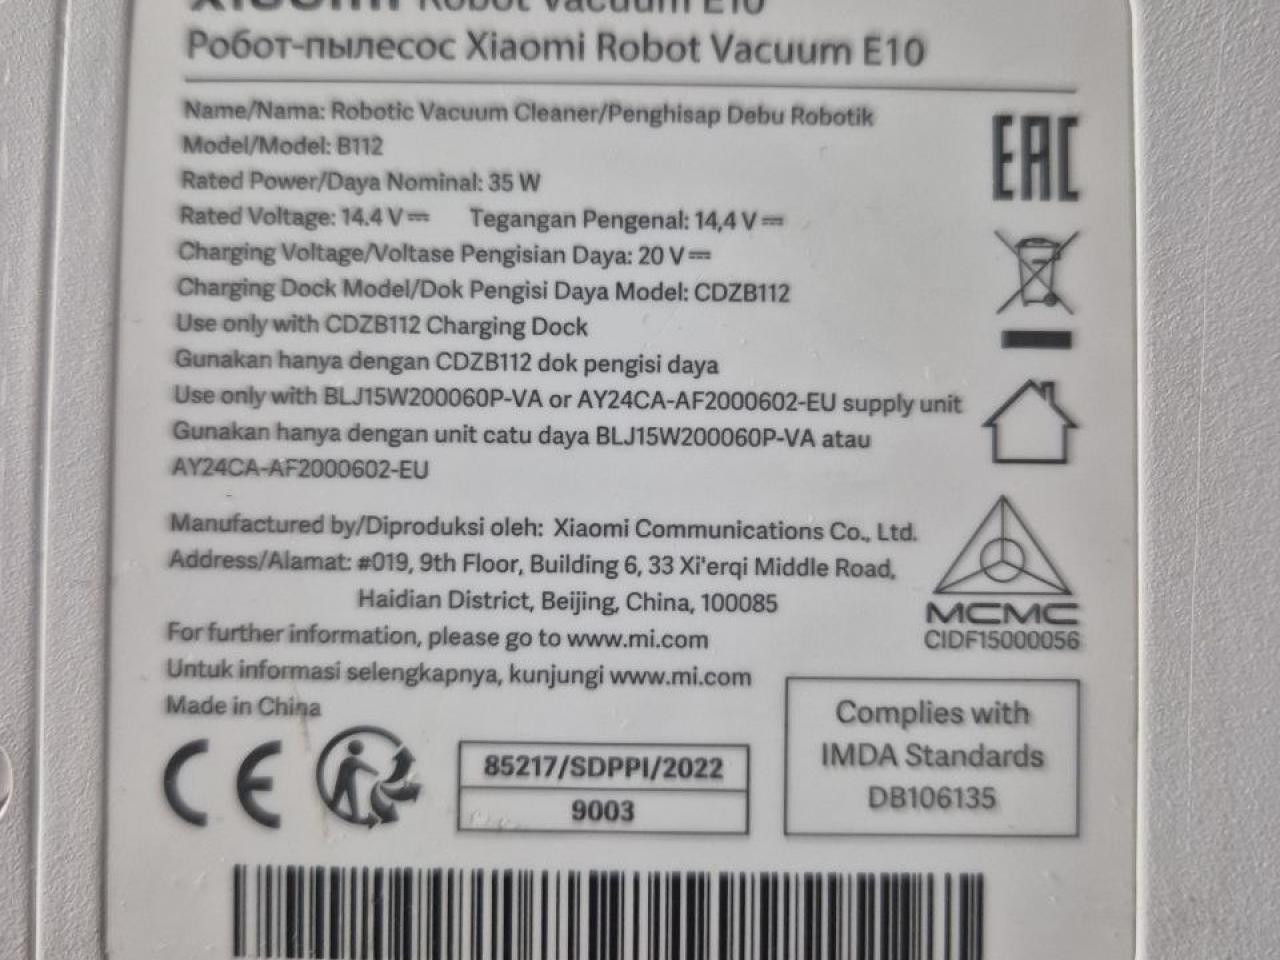 Xiaomi Robot Vacuum E10
Робот-пылесос Xiaomi Robot Vacuum E10
Name/Nama: Robotic Vacuum Cleaner/Penghisap Debu Robotik
Model/Model: B112
Rated Power/Daya Nominal: 35 W
Rated Voltage: 14.4 V⎓ Tegangan Pengenal: 14,4 V⎓
Charging Voltage/Voltase Pengisian Daya: 20 V⎓
Charging Dock Model/Dok Pengisi Daya Model: CDZB112
Use only with CDZB112 Charging Dock
Gunakan hanya dengan CDZB112 dok pengisi daya
Use only with BLJ15W200060P-VA or AY24CA-AF2000602-EU supply unit
Gunakan hanya dengan unit catu daya BLJ15W200060P-VA atau
AY24CA-AF2000602-EU
Manufactured by/Diproduksi oleh: Xiaomi Communications Co., Ltd.
Address/Alamat: #019, 9th Floor, Building 6, 33 Xi'erqi Middle Road,
Haidian District, Beijing, China, 100085
For further information, please go to www.mi.com
Untuk informasi selengkapnya, kunjungi www.mi.com
Made in China
EAC
MCMC
CIDF15000056
CE
85217/SDPPI/2022
9003
Complies with
IMDA Standards
DB106135